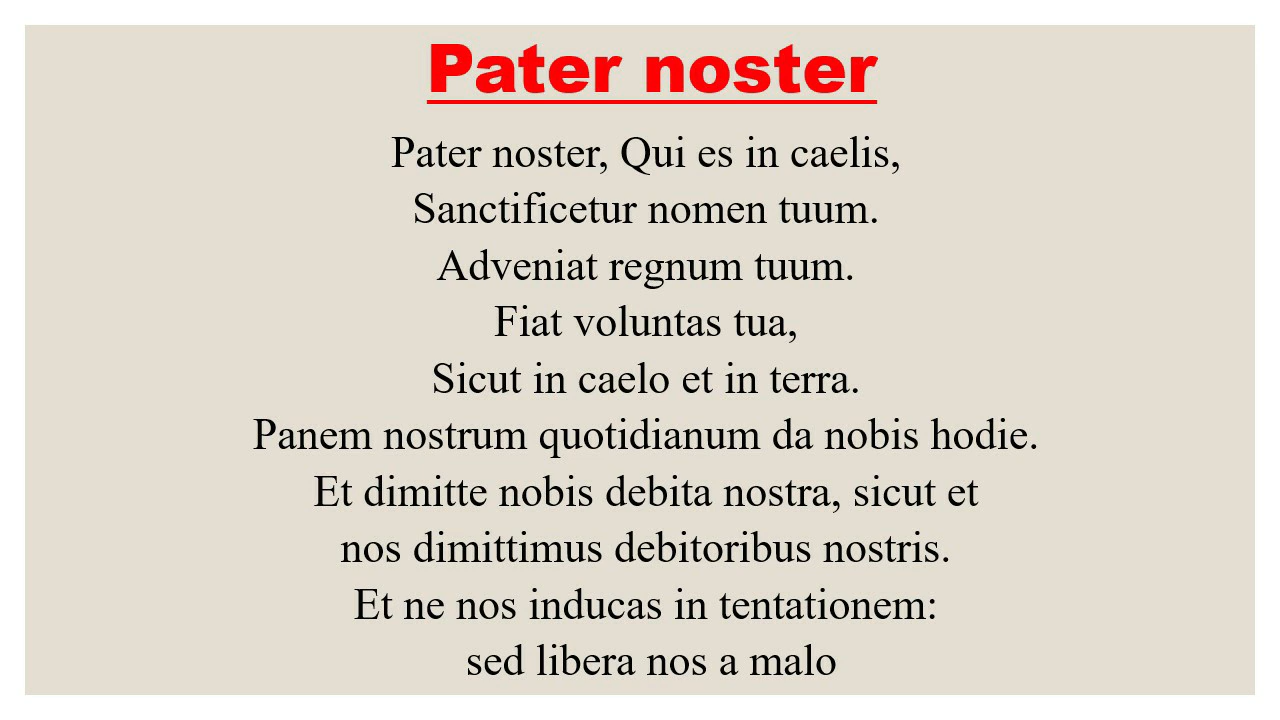 Pater noster
Pater noster, Qui es in caelis,
Sanctificetur nomen tuum.
Adveniat regnum tuum.
Fiat voluntas tua,
Sicut in caelo et in terra.
Panem nostrum quotidianum da nobis hodie.
Et dimitte nobis debita nostra, sicut et
nos dimittimus debitoribus nostris.
Et ne nos inducas in tentationem:
sed libera nos a malo